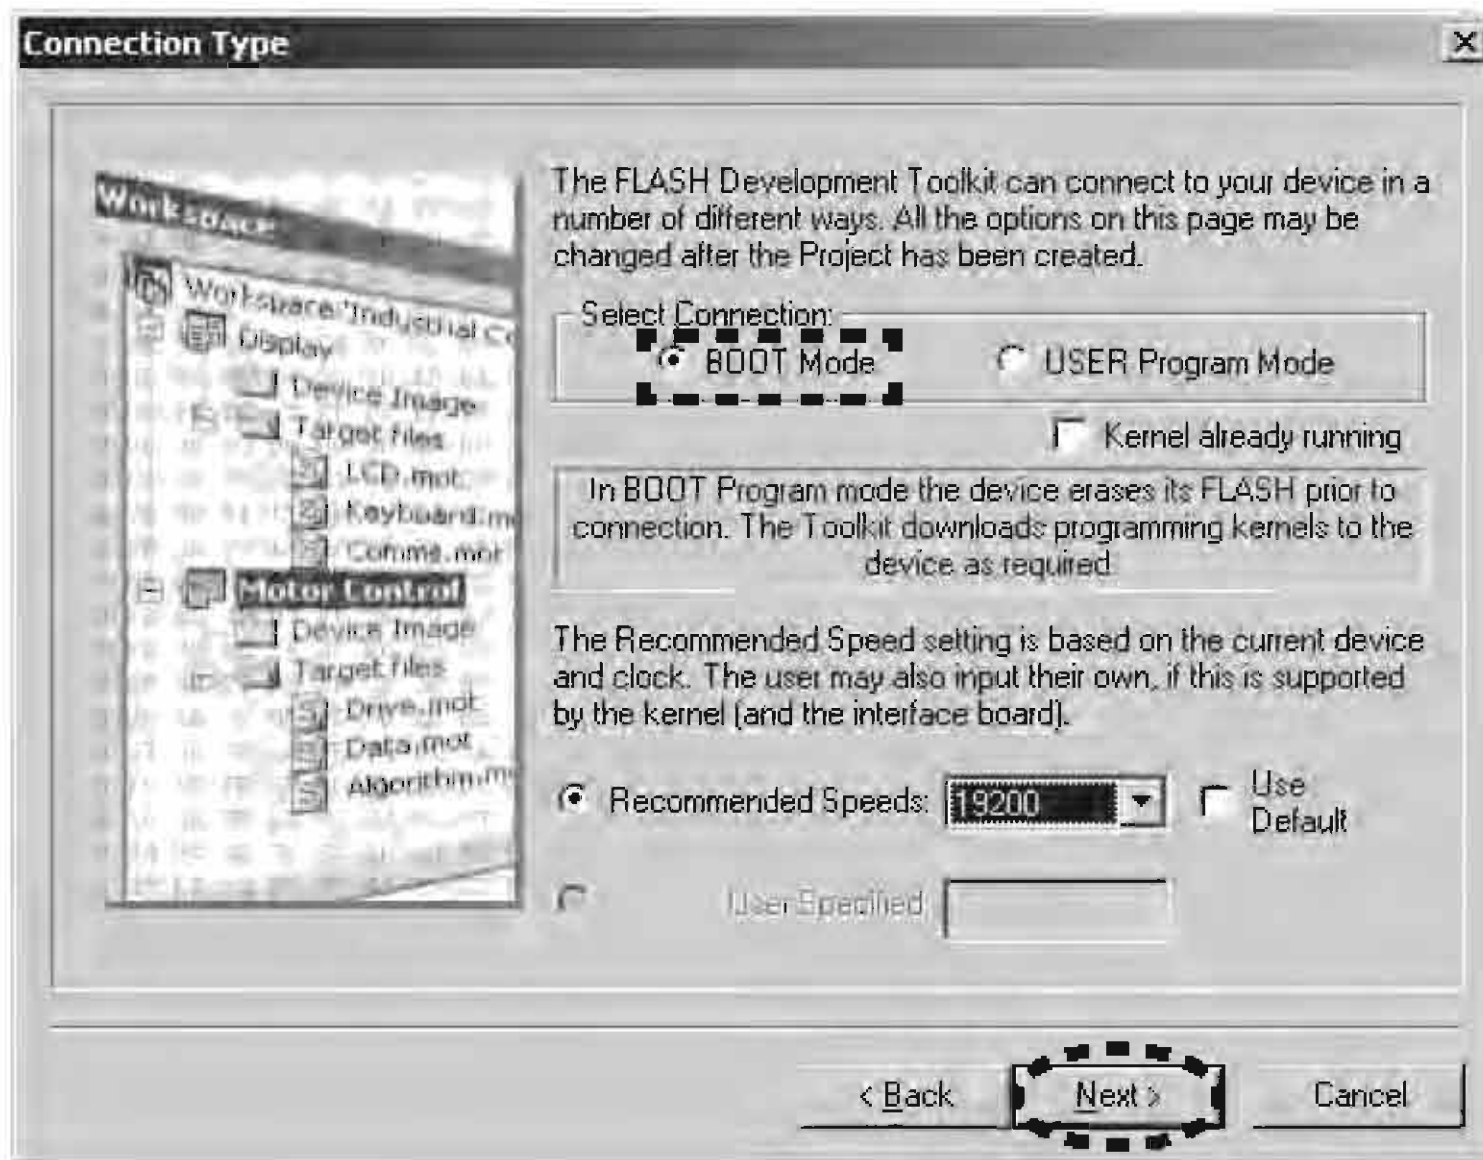 Connection Type
Workspace
Workspace 'Industrial Co
Display
Device Image
Target files
LCD.mot
Keyboard.mo
Comms.mot
Motor Control
Device Image
Target files
Drive.mot
Data.mot
Algorithm.mo
The FLASH Development Toolkit can connect to your device in a
number of different ways. All the options on this page may be
changed after the Project has been created.
Select Connection:
BOOT Mode
USER Program Mode
Kernel already running
In BOOT Program mode the device erases its FLASH prior to
connection. The Toolkit downloads programming kernels to the
device as required
The Recommended Speed setting is based on the current device
and clock. The user may also input their own, if this is supported
by the kernel (and the interface board).
Recommended Speeds: 19200
Use
Default
User Specified
< Back
Next >
Cancel